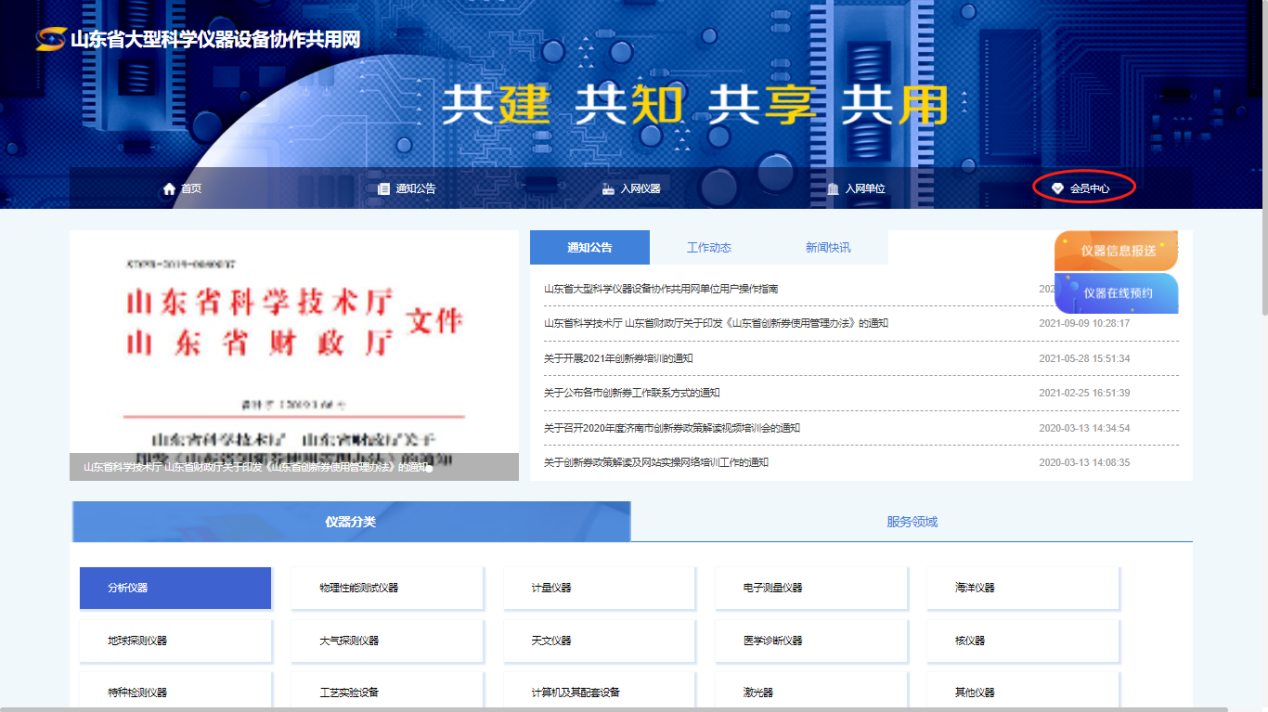 山东省大型科学仪器设备协作共用网
共建 共知 共享 共用
首页
通知公告
入网仪器
入网单位
会员中心
山东省科学技术厅
山东省财政厅
文件
山东省科学技术厅 山东省财政厅关于
山东省科学技术厅 山东省财政厅关于印发《山东省创新券使用管理办法》的通知
通知公告
工作动态
新闻快讯
仪器信息报送
仪器在线预约
山东省大型科学仪器设备协作共用网单位用户操作指南
202
山东省科学技术厅 山东省财政厅关于印发《山东省创新券使用管理办法》的通知
2021-09-09 10:28:17
关于开展2021年创新券培训的通知
2021-05-28 15:51:34
关于公布各市创新券工作联系方式的通知
2021-02-25 16:51:39
关于召开2020年度济南市创新券政策解读视频培训会的通知
2020-03-13 14:34:54
关于创新券政策解读及网站实操网络培训工作的通知
2020-03-13 14:08:35
仪器分类
服务领域
分析仪器
物理性能测试仪器
计量仪器
电子测量仪器
海洋仪器
地球探测仪器
大气探测仪器
天文仪器
医学诊断仪器
核仪器
特种检测仪器
工艺实验设备
计算机及其配套设备
激光器
其他仪器